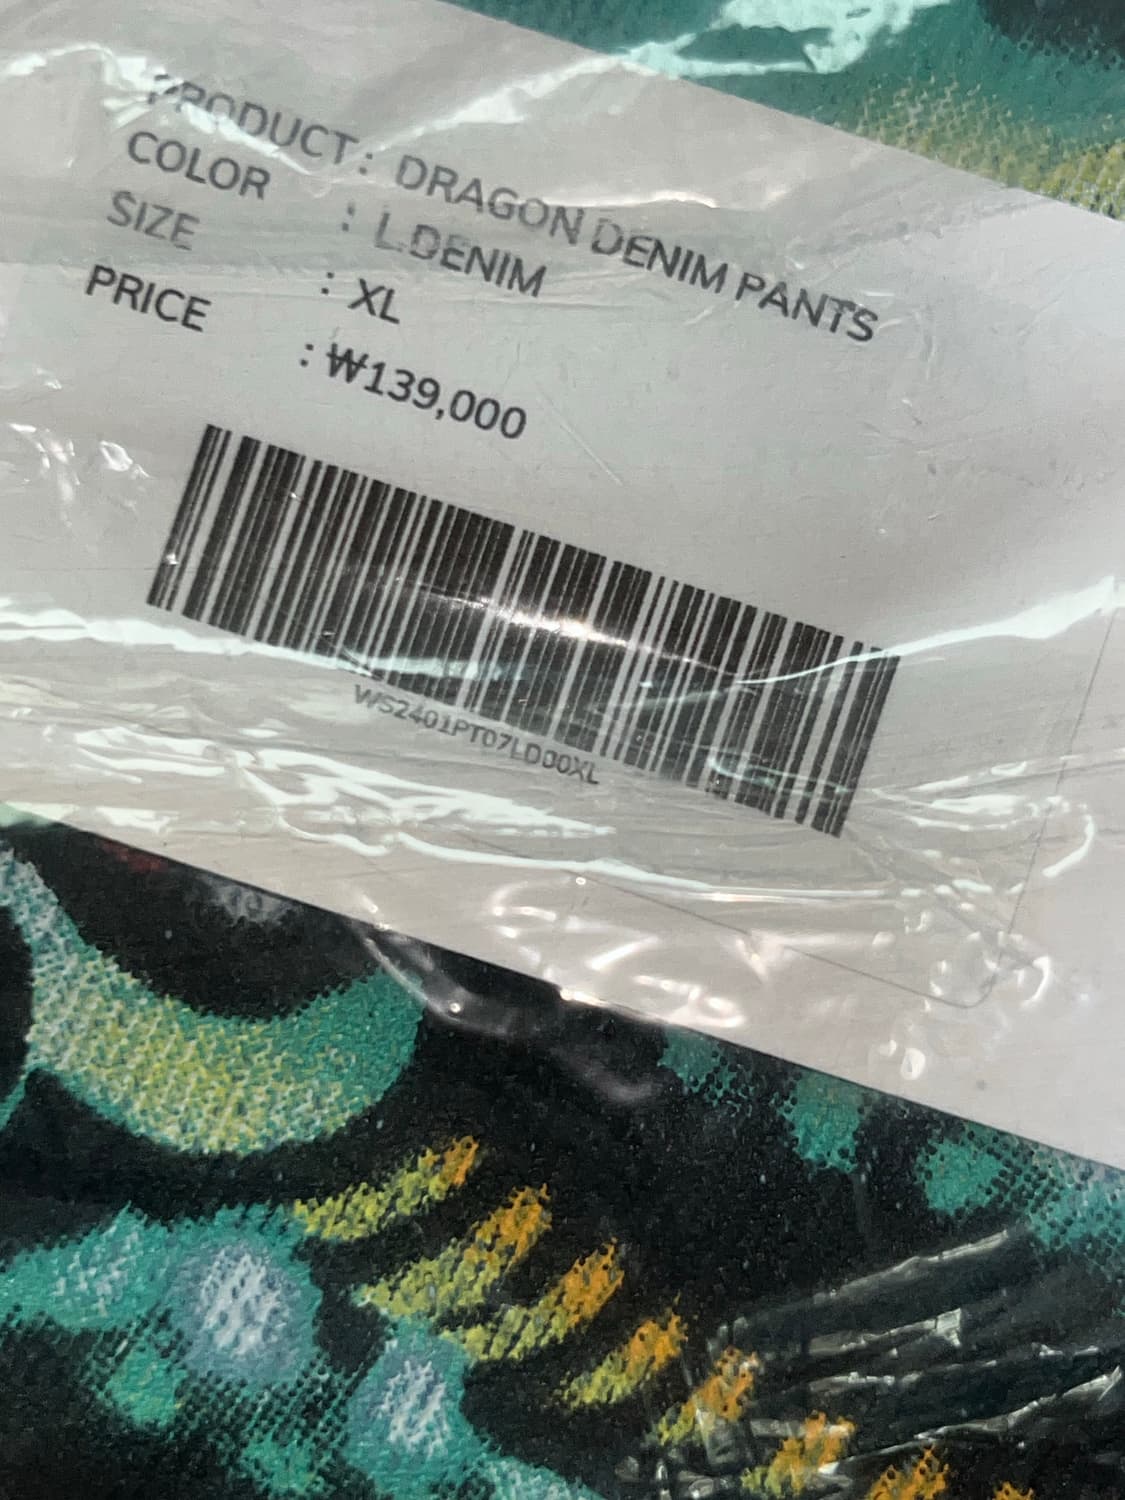 PRODUCT : DRAGON DENIM PANTS
COLOR : L.DENIM
SIZE : XL
PRICE : ₩139,000
WS2401PT07LD00XL